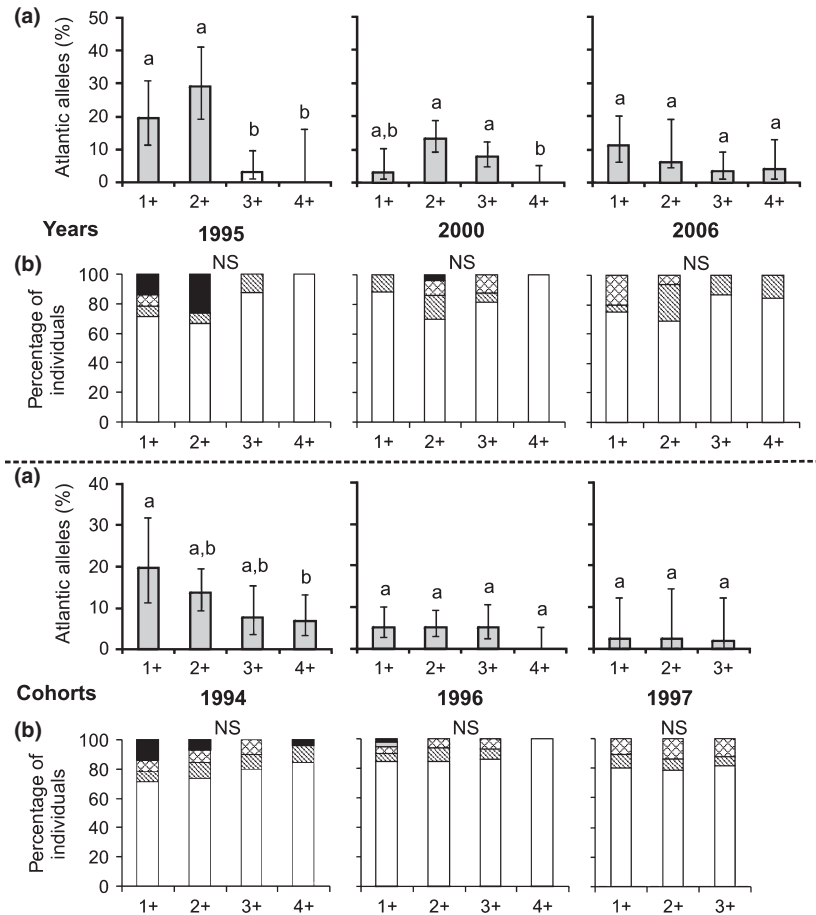 (a)
Atlantic alleles (%)
50
40
30
20
10
0
a a b b
a,b a a b
a a a a
1+ 2+ 3+ 4+ 1+ 2+ 3+ 4+ 1+ 2+ 3+ 4+
Years 1995 2000 2006
(b)
NS NS NS
Percentage of
individuals
100
80
60
40
20
0
1+ 2+ 3+ 4+ 1+ 2+ 3+ 4+ 1+ 2+ 3+ 4+
(a)
Atlantic alleles (%)
40
30
20
10
0
a a,b a,b b
a a a a
a a a
1+ 2+ 3+ 4+ 1+ 2+ 3+ 4+ 1+ 2+ 3+
Cohorts 1994 1996 1997
(b)
NS NS NS
Percentage of
individuals
100
80
60
40
20
0
1+ 2+ 3+ 4+ 1+ 2+ 3+ 4+ 1+ 2+ 3+